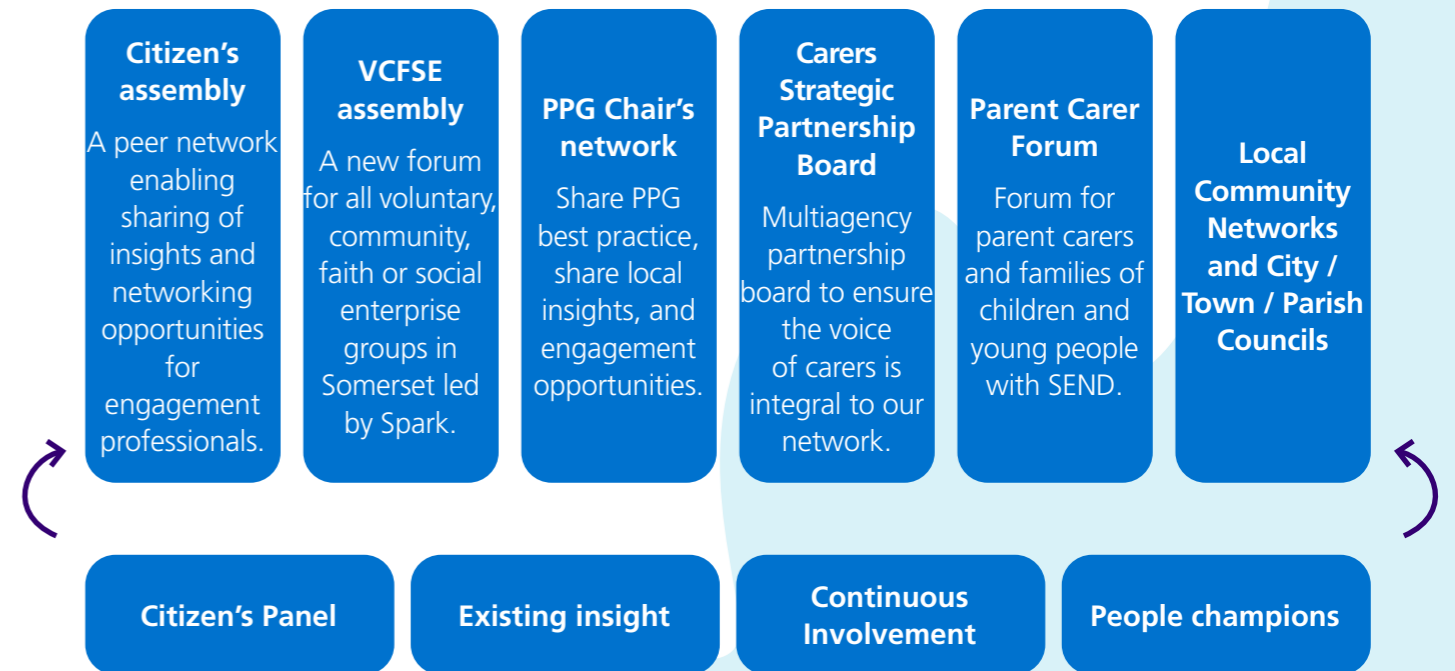 Citizen's
assembly
A peer network
enabling
sharing of
insights and
networking
opportunities
for
engagement
professionals.
VCFSE
assembly
A new forum
for all voluntary,
community,
faith or social
enterprise
groups in
Somerset led
by Spark.
PPG Chair's
network
Share PPG
best practice,
share local
insights, and
engagement
opportunities.
Carers
Strategic
Partnership
Board
Multiagency
partnership
board to ensure
the voice
of carers is
integral to our
network.
Parent Carer
Forum
Forum for
parent carers
and families of
children and
young people
with SEND.
Local
Community
Networks
and City /
Town / Parish
Councils
Citizen's Panel
Existing insight
Continuous
Involvement
People champions